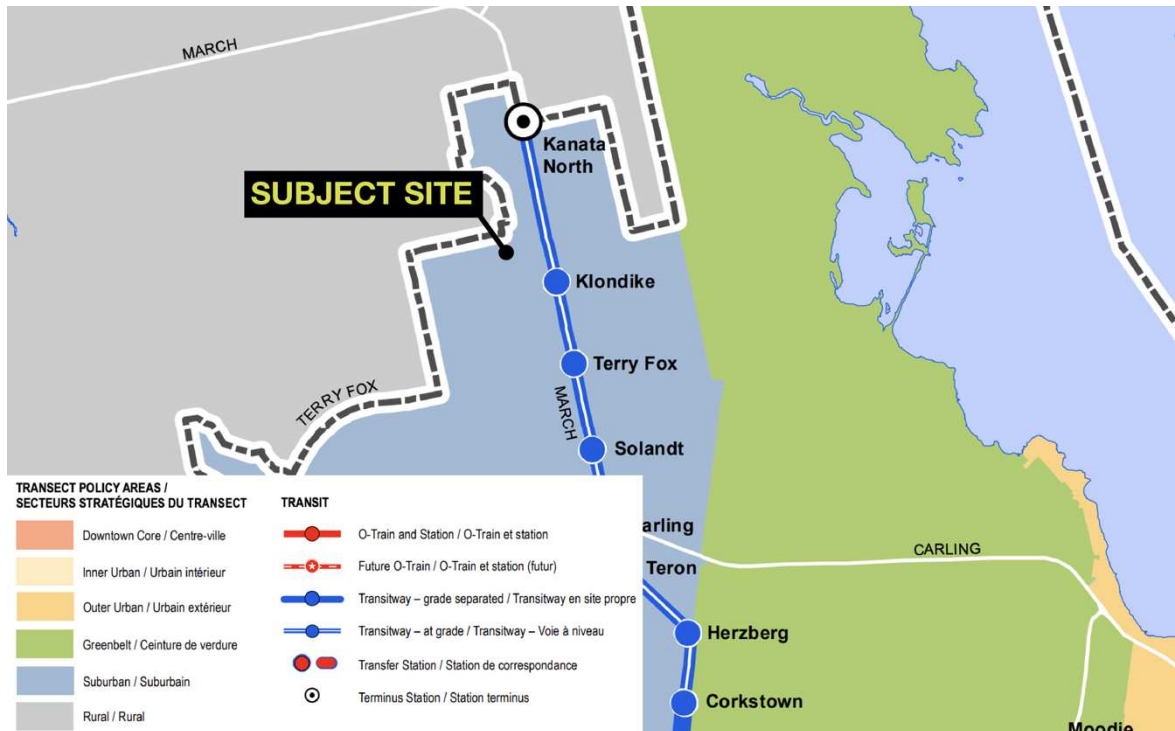 MARCH
Kanata
North
SUBJECT SITE
Klondike
Terry Fox
TERRY FOX
MARCH
Solandt
arling
CARLING
Teron
Herzberg
Corkstown
Moodie
TRANSECT POLICY AREAS /
SECTEURS STRATÉGIQUES DU TRANSECT
Downtown Core / Centre-ville
Inner Urban / Urbain intérieur
Outer Urban / Urbain extérieur
Greenbelt / Ceinture de verdure
Suburban / Suburbain
Rural / Rural
TRANSIT
O-Train and Station / O-Train et station
Future O-Train / O-Train et station (futur)
Transitway – grade separated / Transitway en site propre
Transitway – at grade / Transitway – Voie à niveau
Transfer Station / Station de correspondance
Terminus Station / Station terminus